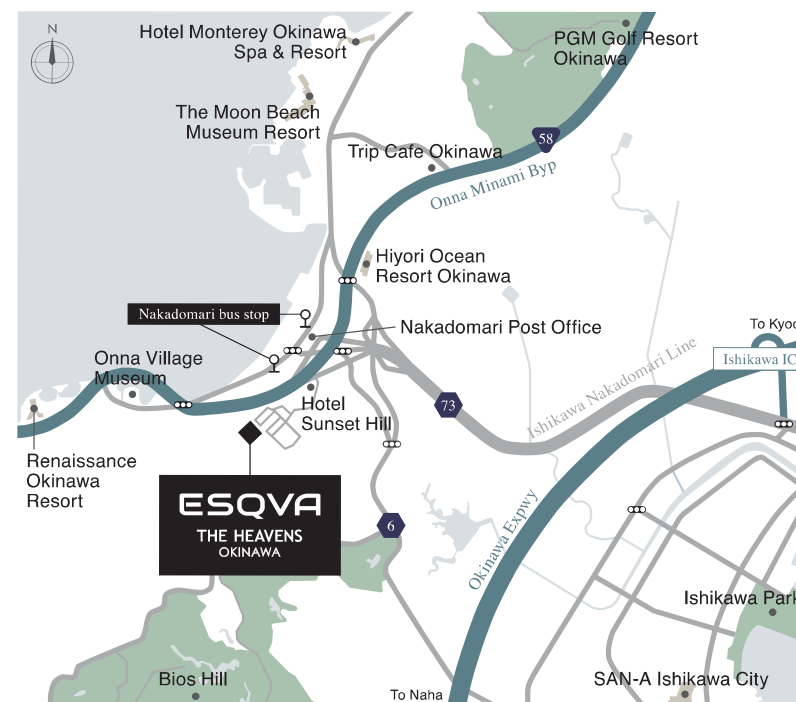 N
Hotel Monterey Okinawa
Spa & Resort
PGM Golf Resort
Okinawa
The Moon Beach
Museum Resort
58
Trip Cafe Okinawa
Onna Minami Byp
Hiyori Ocean
Resort Okinawa
Nakadomari bus stop
Nakadomari Post Office
To Kyod
Ishikawa IC
Ishikawa Nakadomari Line
Onna Village
Museum
73
Hotel
Sunset Hill
Renaissance
Okinawa
Resort
ESQVA
THE HEAVENS
OKINAWA
6
Okinawa Expwy
Ishikawa Park
Bios Hill
To Naha
SAN-A Ishikawa City